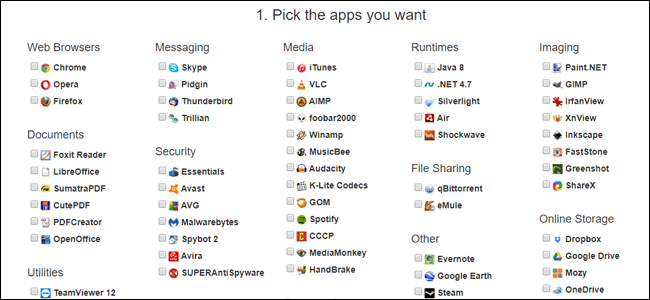 1. Pick the apps you want
Web Browsers
Chrome
Opera
Firefox
Documents
Foxit Reader
LibreOffice
SumatraPDF
CutePDF
PDFCreator
OpenOffice
Utilities
TeamViewer 12
Messaging
Skype
Pidgin
Thunderbird
Trillian
Security
Essentials
Avast
AVG
Malwarebytes
Spybot 2
Avira
SUPERAntiSpyware
Media
iTunes
VLC
AIMP
foobar2000
Winamp
MusicBee
Audacity
K-Lite Codecs
GOM
Spotify
CCCP
MediaMonkey
HandBrake
Runtimes
Java 8
.NET 4.7
Silverlight
Air
Shockwave
File Sharing
qBittorrent
eMule
Other
Evernote
Google Earth
Steam
Imaging
Paint.NET
GIMP
IrfanView
XnView
Inkscape
FastStone
Greenshot
ShareX
Online Storage
Dropbox
Google Drive
Mozy
OneDrive